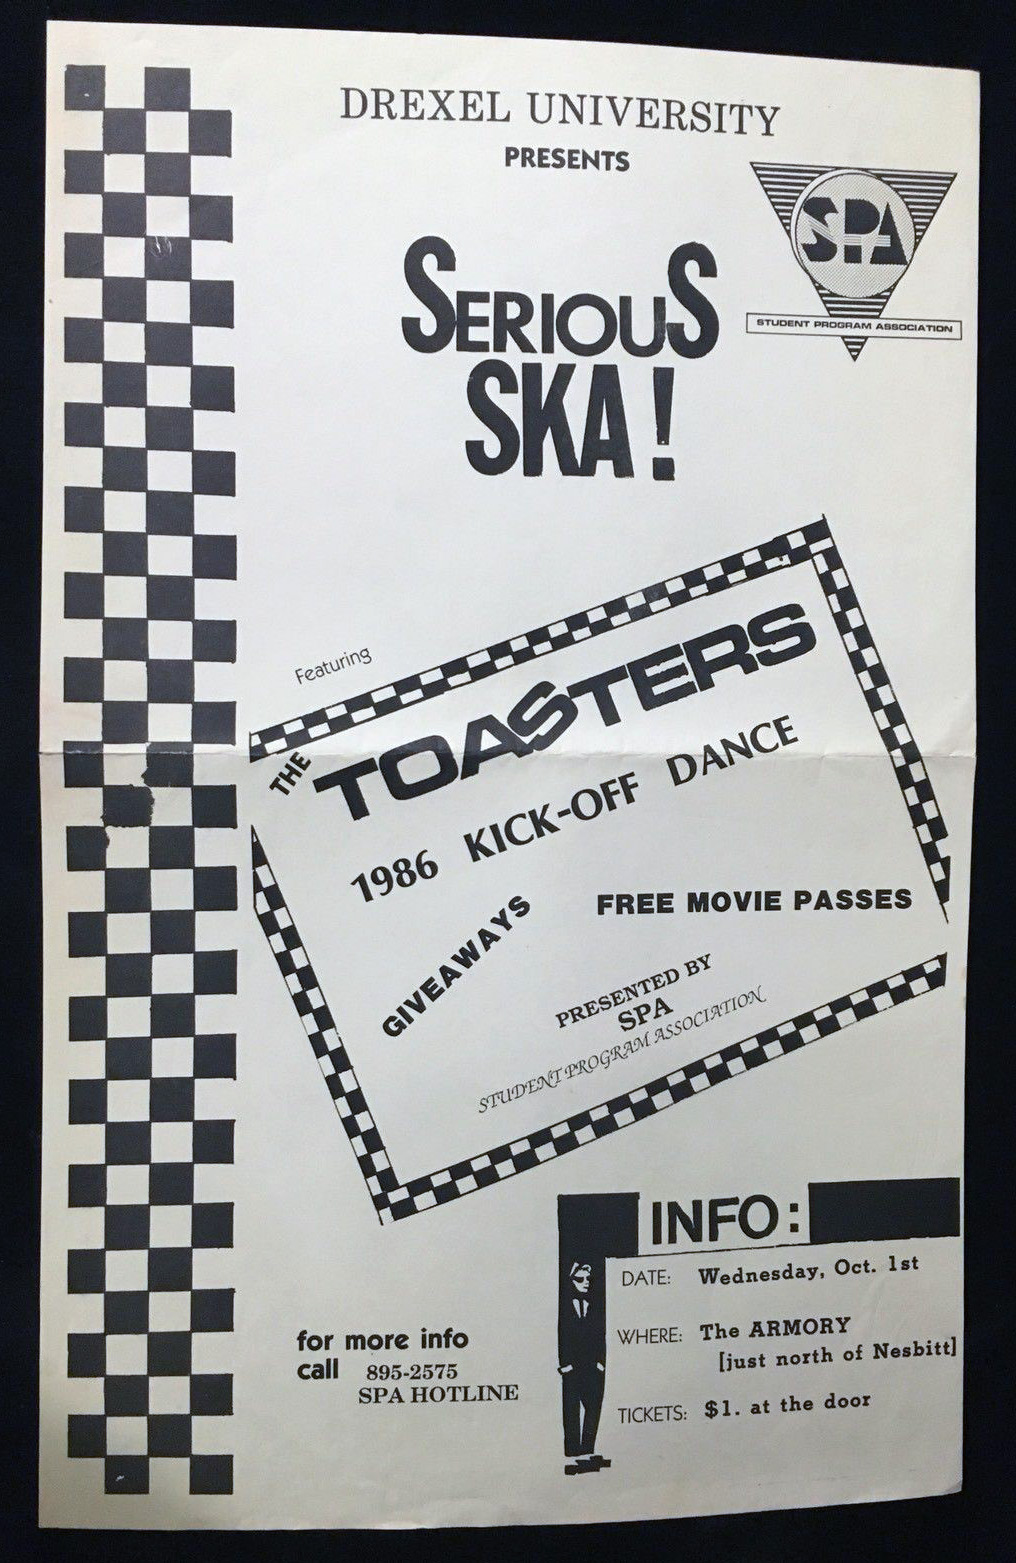 DREXEL UNIVERSITY
PRESENTS
SPA
STUDENT PROGRAM ASSOCIATION
SERIOUS
SKA!
Featuring
THE TOASTERS
1986 KICK-OFF DANCE
GIVEAWAYS
FREE MOVIE PASSES
PRESENTED BY
SPA
STUDENT PROGRAM ASSOCIATION
INFO:
DATE: Wednesday, Oct. 1st
WHERE: The ARMORY
[just north of Nesbitt]
TICKETS: $1. at the door
for more info
call 895-2575
SPA HOTLINE